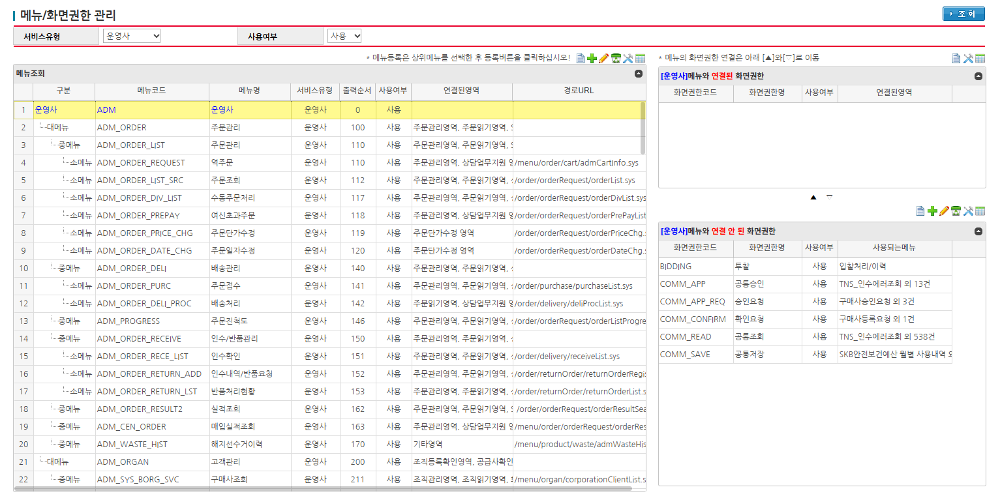 메뉴/화면권한 관리
조 회
서비스유형 운영사 사용여부 사용
* 메뉴등록은 상위메뉴를 선택한 후 등록버튼을 클릭하십시오!
메뉴조회
구분 메뉴코드 메뉴명 서비스유형 출력순서 사용여부 연결된영역 경로URL
1 운영사 ADM 운영사 운영사 0 사용
2 대메뉴 ADM_ORDER 주문관리 운영사 100 사용 주문관리영역, 주문읽기영역,
3 중메뉴 ADM_ORDER_LIST 주문관리 운영사 110 사용 주문관리영역, 주문읽기영역,
4 소메뉴 ADM_ORDER_REQUEST 역주문 운영사 110 사용 주문관리영역, 상담업무지원 /menu/order/cart/admCartInfo.sys
5 소메뉴 ADM_ORDER_LIST_SRC 주문조회 운영사 112 사용 주문관리영역, 주문읽기영역, /order/orderRequest/orderList.sys
6 소메뉴 ADM_ORDER_DIV_LIST 수동주문처리 운영사 117 사용 주문관리영역, 주문읽기영역, /order/orderRequest/orderDivList.sys
7 소메뉴 ADM_ORDER_PREPAY 여신초과주문 운영사 118 사용 주문관리영역, 상담업무지원 /order/orderRequest/orderPrePayList
8 소메뉴 ADM_ORDER_PRICE_CHG 주문단가수정 운영사 119 사용 주문단가수정 영역 /order/orderRequest/orderPriceChg.
9 소메뉴 ADM_ORDER_DATE_CHG 주문일자수정 운영사 120 사용 주문단가수정 영역 /order/orderRequest/orderDateChg.
10 중메뉴 ADM_ORDER_DELI 배송관리 운영사 140 사용 주문관리영역, 주문읽기영역,
11 소메뉴 ADM_ORDER_PURC 주문접수 운영사 141 사용 주문관리영역, 주문읽기영역, /order/purchase/purchaseList.sys
12 소메뉴 ADM_ORDER_DELI_PROC 배송처리 운영사 142 사용 주문읽기영역, 상담업무지원 /order/delivery/deliProcList.sys
13 중메뉴 ADM_PROGRESS 주문진척도 운영사 146 사용 주문관리영역, 주문읽기영역, /order/orderRequest/orderListProgre
14 중메뉴 ADM_ORDER_RECEIVE 인수/반품관리 운영사 150 사용 주문관리영역, 주문읽기영역,
15 소메뉴 ADM_ORDER_RECE_LIST 인수확인 운영사 151 사용 주문관리영역, 주문읽기영역, /order/delivery/receiveList.sys
16 소메뉴 ADM_ORDER_RETURN_ADD 인수내역/반품요청 운영사 152 사용 주문관리영역, 주문읽기영역, /order/returnOrder/returnOrderRegi
17 소메뉴 ADM_ORDER_RETURN_LST 반품처리현황 운영사 153 사용 주문관리영역, 주문읽기영역, /order/returnOrder/returnOrderList.s
18 중메뉴 ADM_ORDER_RESULT2 실적조회 운영사 162 사용 주문관리영역, 주문읽기영역, /order/orderRequest/orderResultSea
19 중메뉴 ADM_CEN_ORDER 매입실적조회 운영사 163 사용 주문관리영역, 상담업무지원 /menu/order/orderRequest/orderRes
20 중메뉴 ADM_WASTE_HIST 해지선수거이력 운영사 170 사용 기타영역 /menu/product/waste/admWasteHis
21 대메뉴 ADM_ORGAN 고객관리 운영사 200 사용 조직등록확인영역, 공급사확인
22 중메뉴 ADM_SYS_BORG_SVC 구매사조회 운영사 211 사용 조직관리영역, 조직읽기영역, /menu/organ/corporationClientList.s
* 메뉴의 화면권한 연결은 아래 [▲]와[▽]로 이동
[운영사]메뉴와 연결된 화면권한
화면권한코드 화면권한명 사용여부 연결된영역
▲ ▽
[운영사]메뉴와 연결 안 된 화면권한
화면권한코드 화면권한명 사용여부 사용되는메뉴
BIDDING 투찰 사용 입찰처리/이력
COMM_APP 공통승인 사용 TNS_인수에러조회 외 13건
COMM_APP_REQ 승인요청 사용 구매사승인요청 외 3건
COMM_CONFIRM 확인요청 사용 구매사등록요청 외 1건
COMM_READ 공통조회 사용 TNS_인수에러조회 외 538건
COMM_SAVE 공통저장 사용 SKB안전보건예산 월별 사용내역